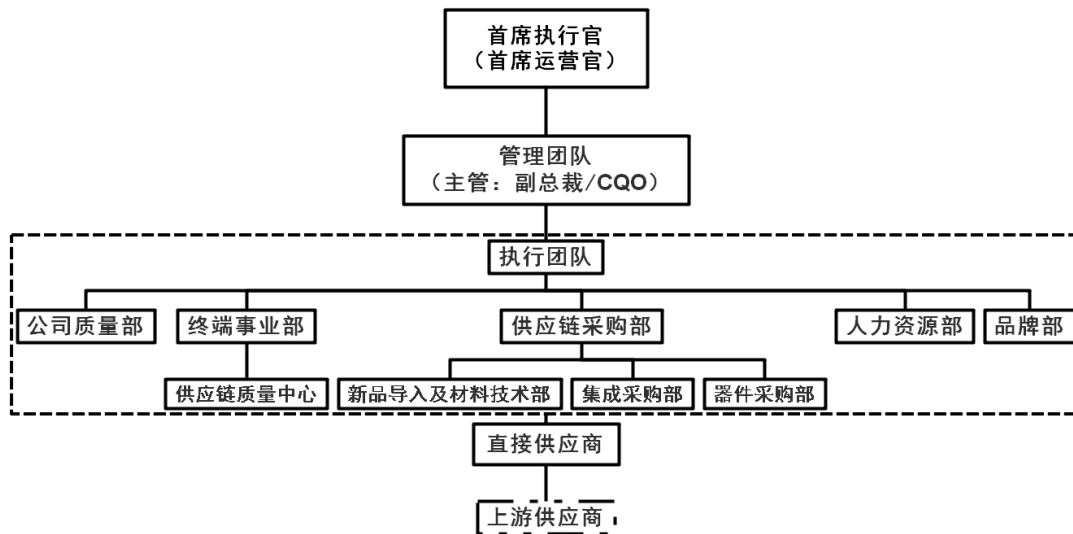 首席执行官
（首席运营官）
管理团队
（主管：副总裁/CQO）
执行团队
公司质量部
终端事业部
供应链采购部
人力资源部
品牌部
供应链质量中心
新品导入及材料技术部
集成采购部
器件采购部
直接供应商
上游供应商